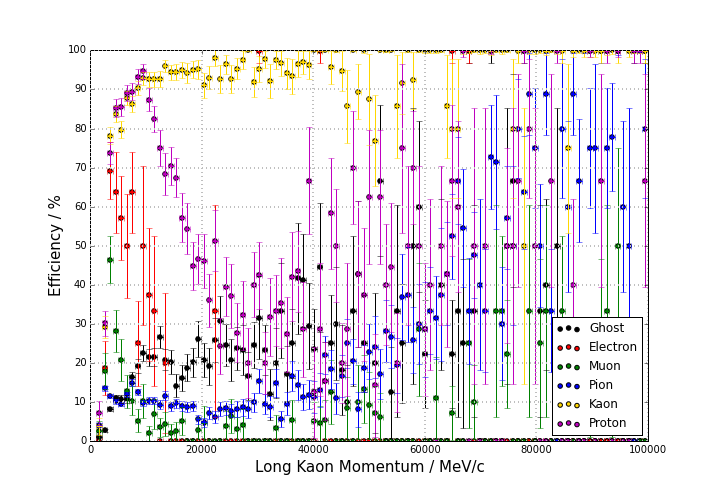 100
90
80
70
60
50
40
30
20
10
0
Efficiency / %
Ghost
Electron
Muon
Pion
Kaon
Proton
0 20000 40000 60000 80000 100000
Long Kaon Momentum / MeV/c